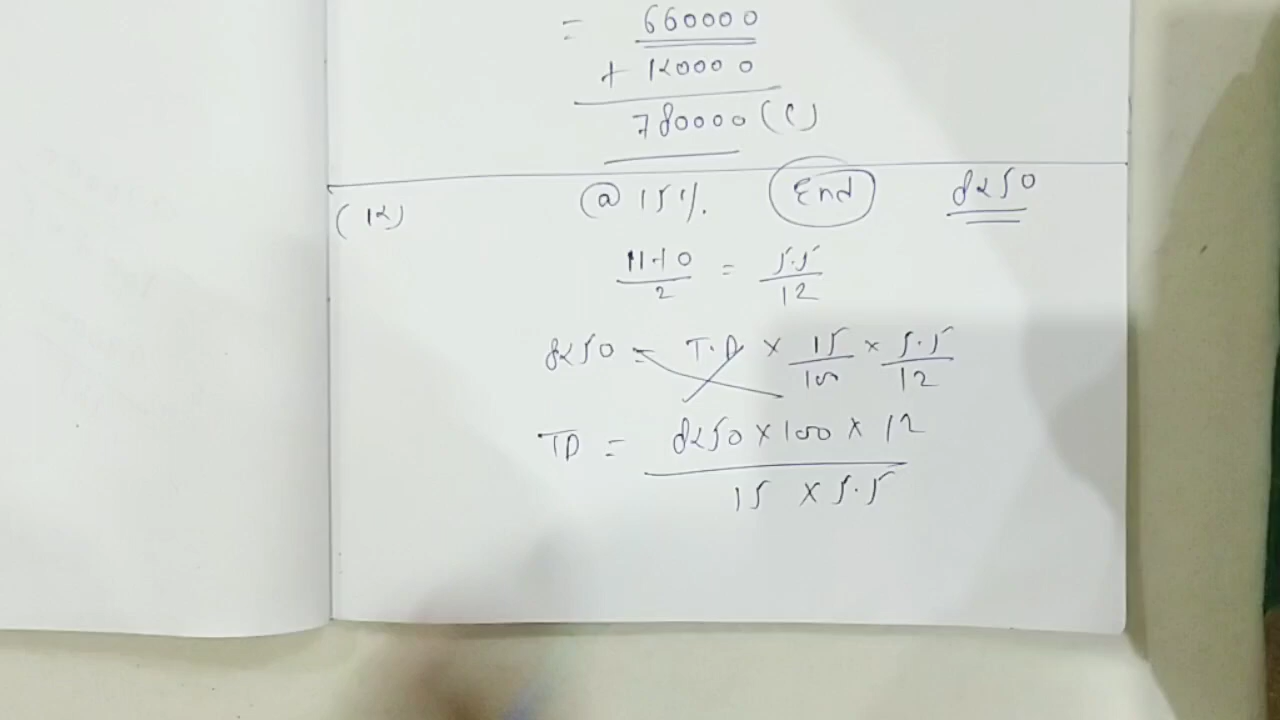 = 660000
+ 120000
780000 (C)
(12) @ 15%. End 8250
11+0/2 = 5.5/12
8250 = T.D × 15/100 × 5.5/12
TD = 8250 × 100 × 12 / 15 × 5.5